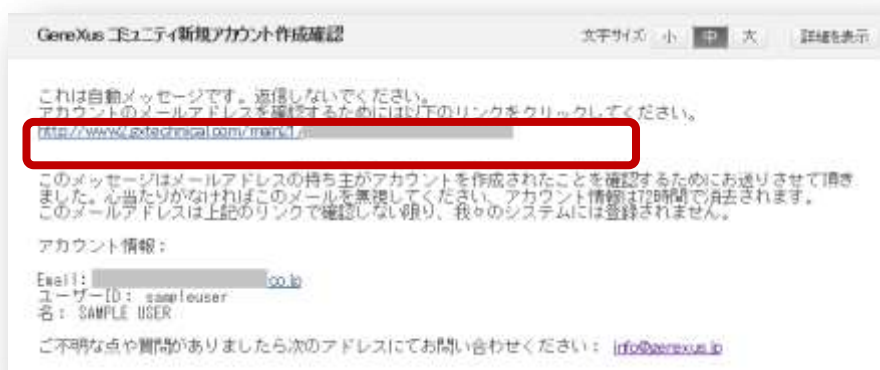 GeneXus コミュニティ新規アカウント作成確認
文字サイズ 小 中 大 詳細を表示
これは自動メッセージです。返信しないでください。
アカウントのメールアドレスを確認するためには以下のリンクをクリックしてください。
http://www2.gxtechnical.com/main21/
このメッセージはメールアドレスの持ち主がアカウントを作成されたことを確認するためにお送りさせて頂き
ました。心当たりがなければこのメールを無視してください、アカウント情報は72時間で消去されます。
このメールアドレスは上記のリンクで確認しない限り、我々のシステムには登録されません。
アカウント情報:
Email: co.jp
ユーザーID: sampleuser
名: SAMPLE USER
ご不明な点や質問がありましたら次のアドレスにてお問い合わせください: info@genexus.jp